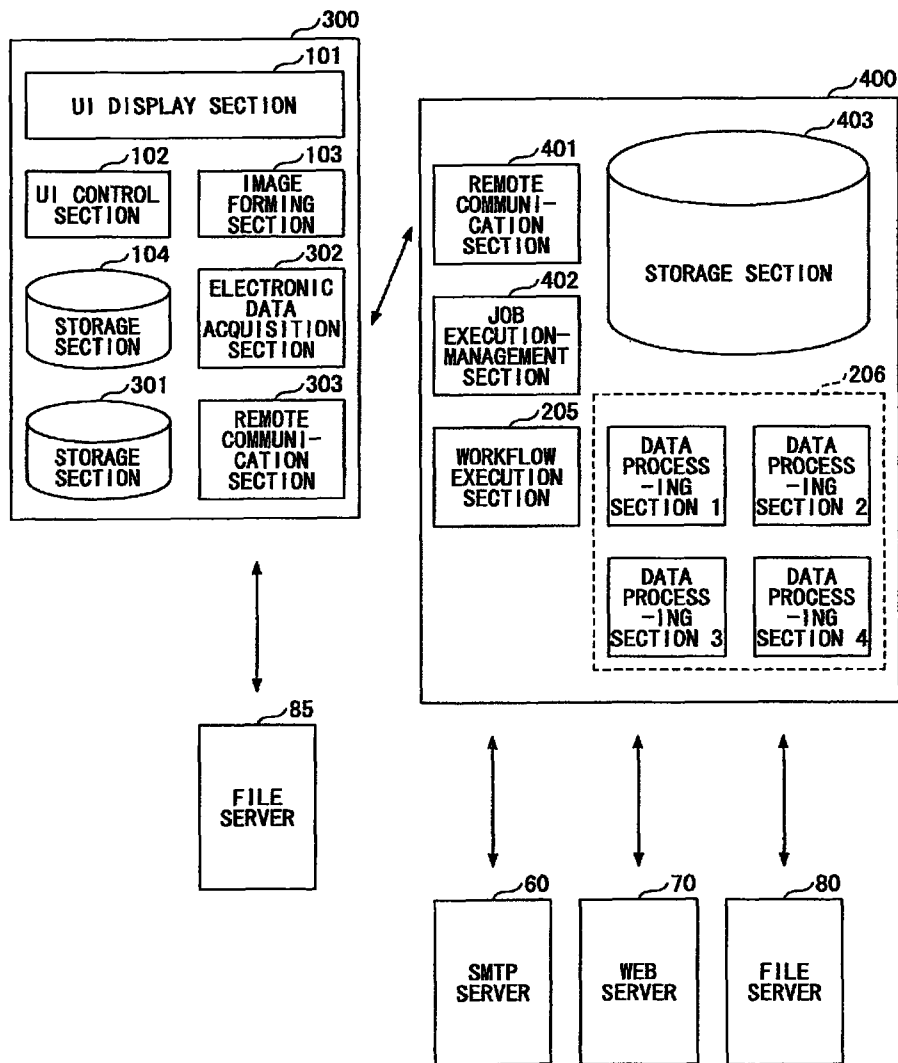 300
101
UI DISPLAY SECTION
102
UI CONTROL
SECTION
103
IMAGE
FORMING
SECTION
104
STORAGE
SECTION
302
ELECTRONIC
DATA
ACQUISITION
SECTION
301
STORAGE
SECTION
303
REMOTE
COMMUNI-
CATION
SECTION
400
401
REMOTE
COMMUNI-
CATION
SECTION
403
STORAGE SECTION
402
JOB
EXECUTION-
MANAGEMENT
SECTION
205
WORKFLOW
EXECUTION
SECTION
206
DATA
PROCESS
-ING
SECTION 1
DATA
PROCESS
-ING
SECTION 2
DATA
PROCESS
-ING
SECTION 3
DATA
PROCESS
-ING
SECTION 4
85
FILE
SERVER
60
SMTP
SERVER
70
WEB
SERVER
80
FILE
SERVER